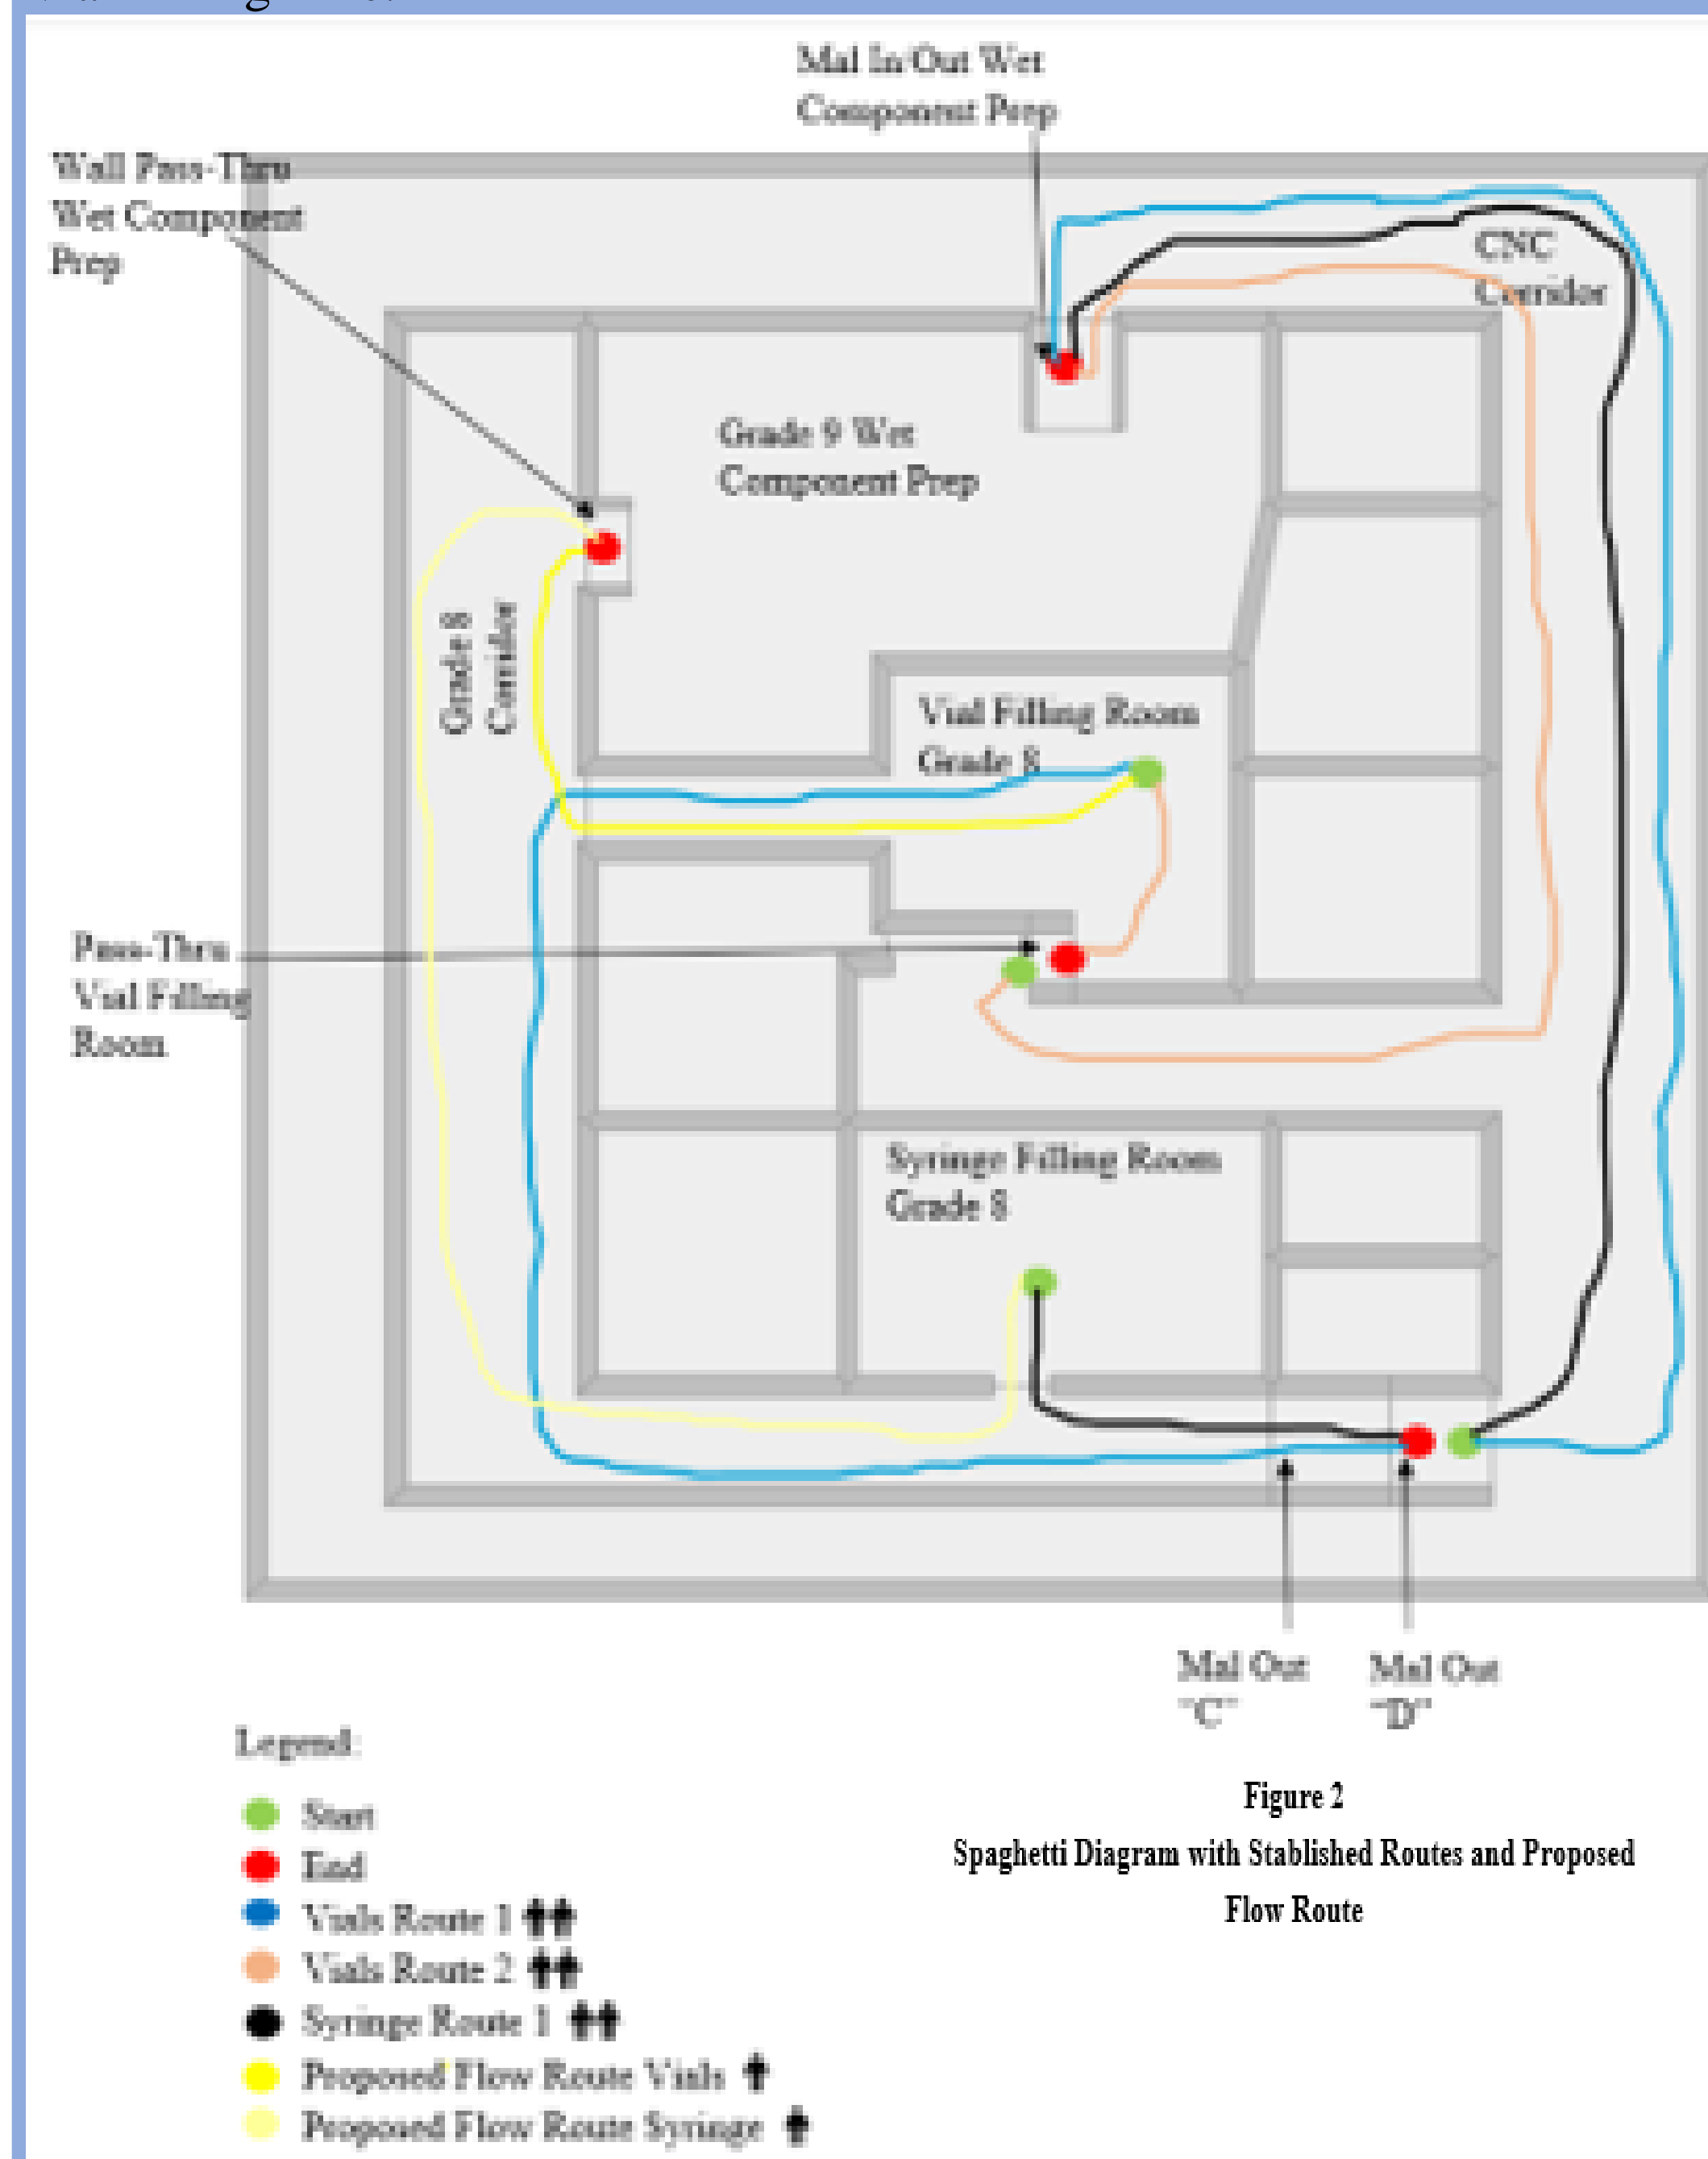 Mal In/Out Wet
Component Prep
Wall Pass-Thru
Wet Component
Prep
CNC
Corridor
Grade 9 Wet
Component Prep
Grade 8
Corridor
Vial Filling Room
Grade 8
Pass-Thru
Vial Filling
Room
Syringe Filling Room
Grade 8
Mal Out
"C"
Mal Out
"D"
Legend:
Start
End
Vials Route 1
Vials Route 2
Syringe Route 1
Proposed Flow Route Vials
Proposed Flow Route Syringe
Figure 2
Spaghetti Diagram with Stablished Routes and Proposed
Flow Route